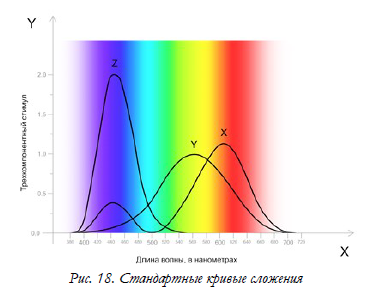 Y
Z
2.0
1.5
Y
X
1.0
0.5
0.0
400 500 600 700
X
Трехкомпонентный стимул
Длина волны, в нанометрах
Рис. 18. Стандартные кривые сложения